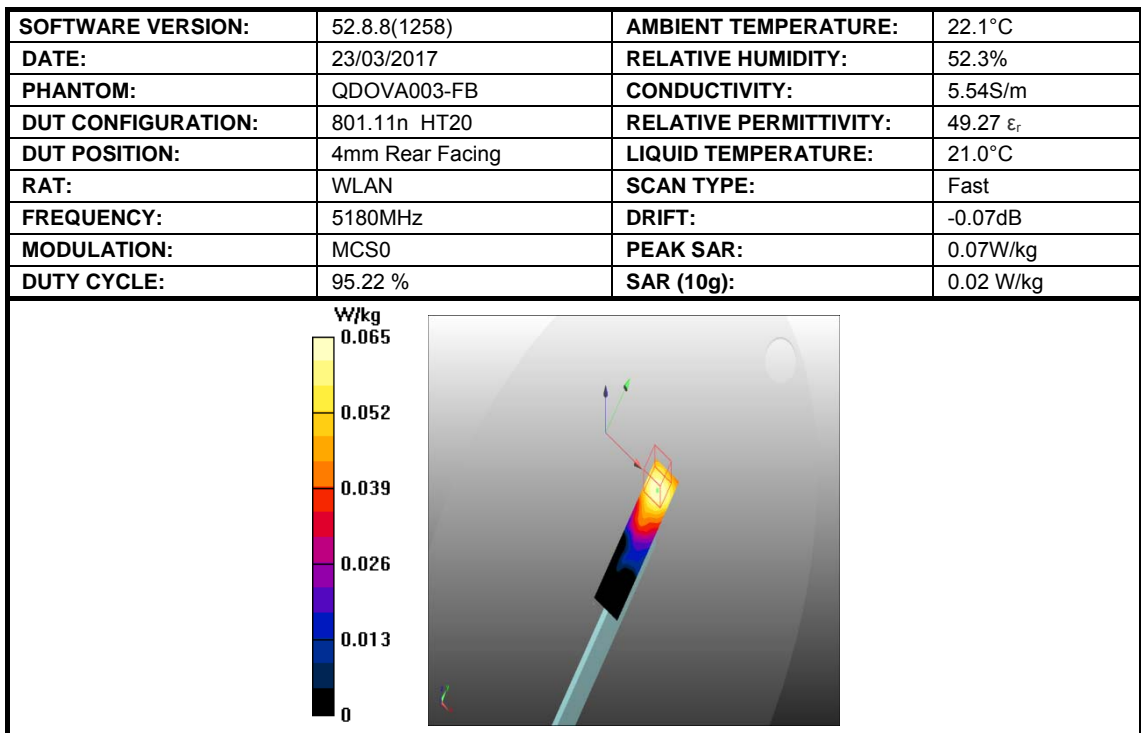 SOFTWARE VERSION: 52.8.8(1258) AMBIENT TEMPERATURE: 22.1°C
DATE: 23/03/2017 RELATIVE HUMIDITY: 52.3%
PHANTOM: QDOVA003-FB CONDUCTIVITY: 5.54S/m
DUT CONFIGURATION: 801.11n HT20 RELATIVE PERMITTIVITY: 49.27 εr
DUT POSITION: 4mm Rear Facing LIQUID TEMPERATURE: 21.0°C
RAT: WLAN SCAN TYPE: Fast
FREQUENCY: 5180MHz DRIFT: -0.07dB
MODULATION: MCS0 PEAK SAR: 0.07W/kg
DUTY CYCLE: 95.22 % SAR (10g): 0.02 W/kg
W/kg
0.065
0.052
0.039
0.026
0.013
0